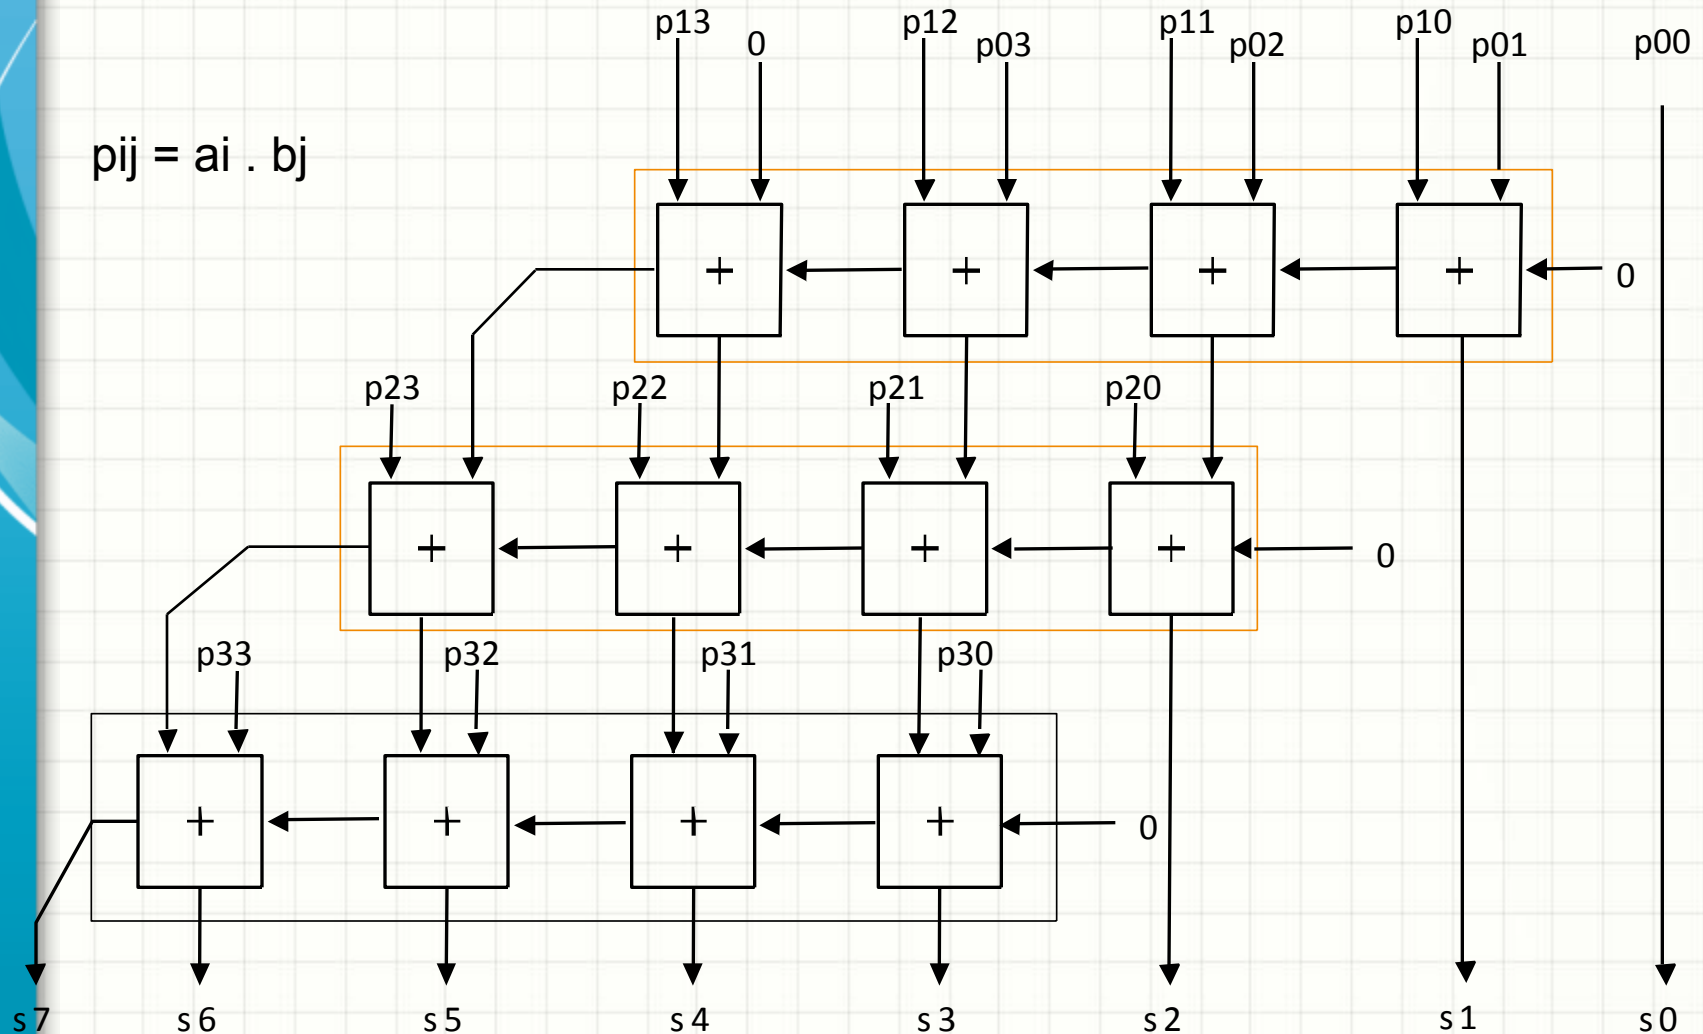 p13 p12 p11 p10
0 p03 p02 p01 p00
pij = ai . bj
+ + + + 0
p23 p22 p21 p20
+ + + + 0
p33 p32 p31 p30
+ + + + 0
s7 s6 s5 s4 s3 s2 s1 s0